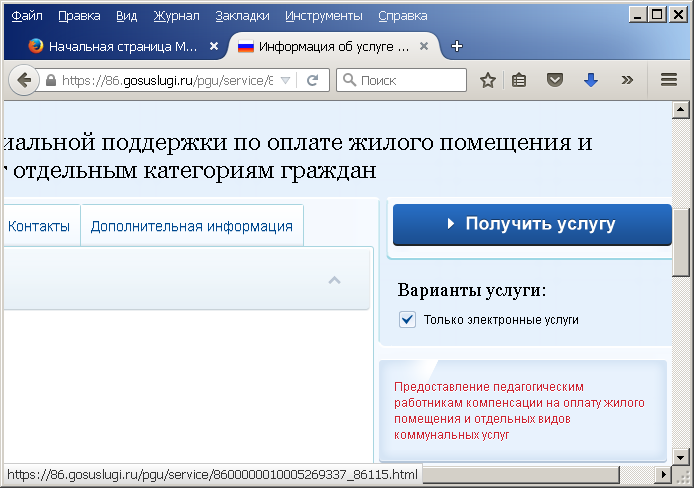 Файл Правка Вид Журнал Закладки Инструменты Справка
Начальная страница M... Информация об услуге ...
https://86.gosuslugi.ru/pgu/service/8 Поиск
иальной поддержки по оплате жилого помещения и
отдельным категориям граждан
Контакты Дополнительная информация
Получить услугу
Варианты услуги:
Только электронные услуги
Предоставление педагогическим
работникам компенсации на оплату жилого
помещения и отдельных видов
коммунальных услуг
https://86.gosuslugi.ru/pgu/service/8600000010005269337_86115.html